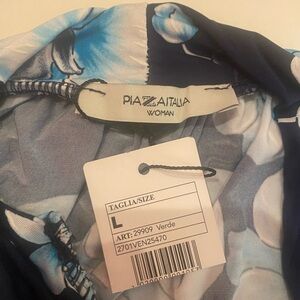 PIAZAITALIA
WOMAN
TAGLIA/SIZE
L
ART: 29909 Verde
2701VEN25470